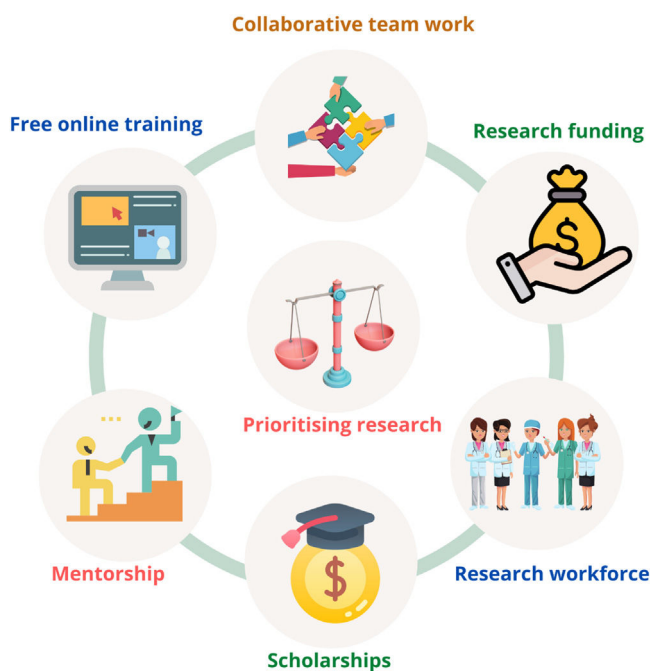 Collaborative team work
Free online training
Research funding
$
Prioritising research
Mentorship
Research workforce
$
Scholarships